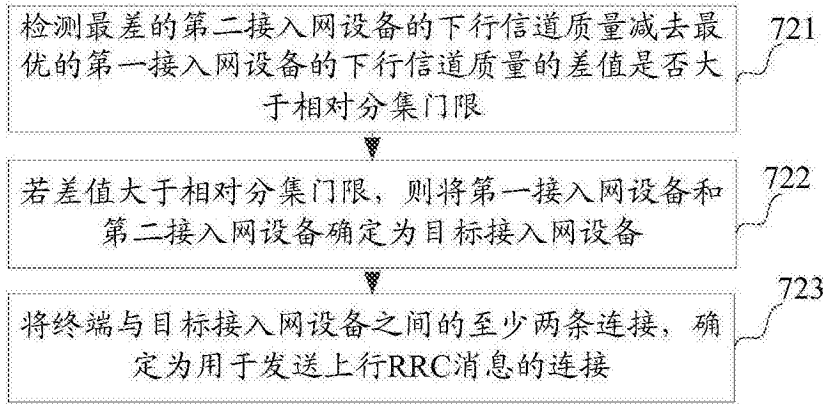 检测最差的第二接入网设备的下行信道质量减去最
优的第一接入网设备的下行信道质量的差值是否大
于相对分集门限
721
若差值大于相对分集门限，则将第一接入网设备和
第二接入网设备确定为目标接入网设备
722
将终端与目标接入网设备之间的至少两条连接，确
定为用于发送上行RRC消息的连接
723